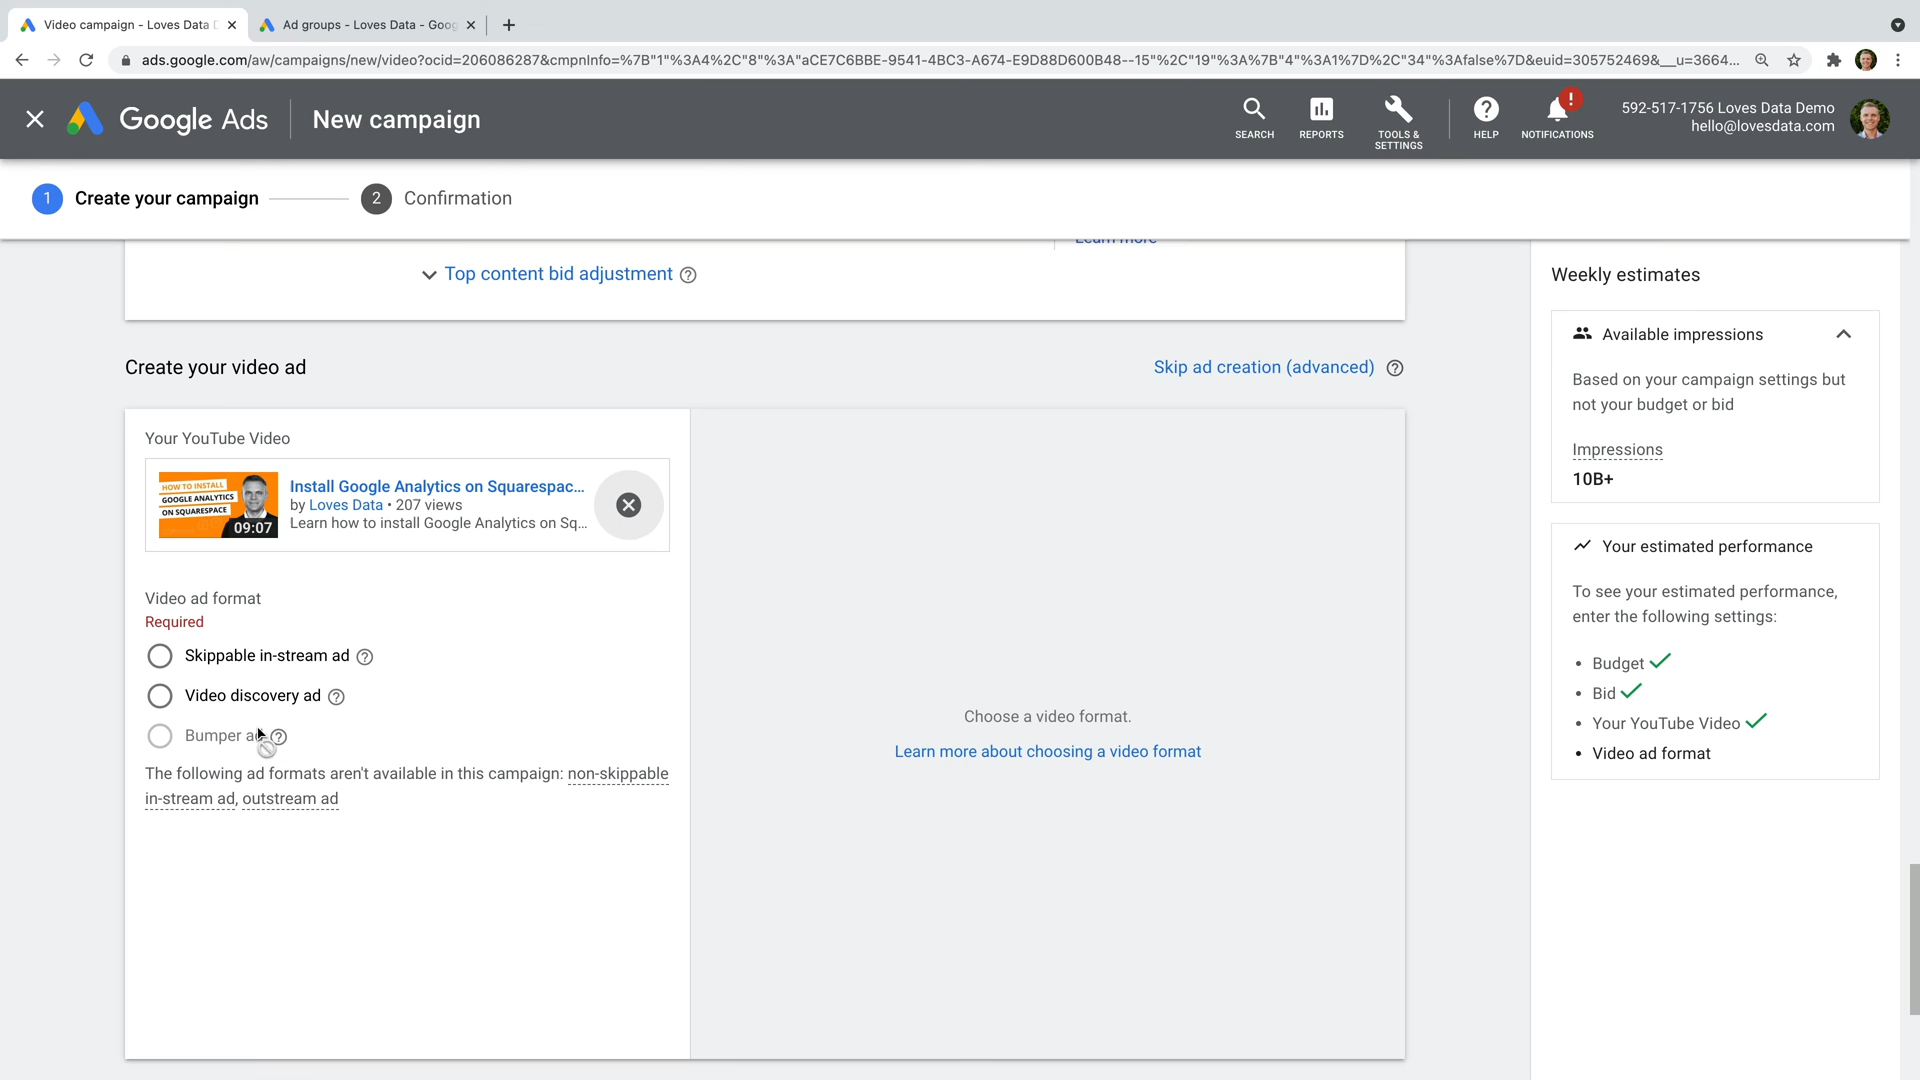 Video campaign - Loves Data D
Ad groups - Loves Data - Goog
ads.google.com/aw/campaigns/new/video?ocid=206086287&cmpnInfo=%7B"1"%3A4%2C"8"%3A"aCE7C6BBE-9541-4BC3-A674-E9D88D600B48--15"%2C"19"%3A%7B"4"%3A1%7D%2C"34"%3Afalse%7D&euid=305752469&__u=3664...
Google Ads
New campaign
SEARCH
REPORTS
TOOLS &
SETTINGS
HELP
!
NOTIFICATIONS
592-517-1756 Loves Data Demo
hello@lovesdata.com
1 Create your campaign
2 Confirmation
Learn more
Top content bid adjustment
Create your video ad
Skip ad creation (advanced)
Your YouTube Video
HOW TO INSTALL
GOOGLE ANALYTICS
ON SQUARESPACE
09:07
Install Google Analytics on Squarespac...
by Loves Data • 207 views
Learn how to install Google Analytics on Sq...
Video ad format
Required
Skippable in-stream ad
Video discovery ad
Bumper ad
The following ad formats aren't available in this campaign: non-skippable
in-stream ad, outstream ad
Choose a video format.
Learn more about choosing a video format
Weekly estimates
Available impressions
Based on your campaign settings but
not your budget or bid
Impressions
10B+
Your estimated performance
To see your estimated performance,
enter the following settings:
• Budget
• Bid
• Your YouTube Video
• Video ad format